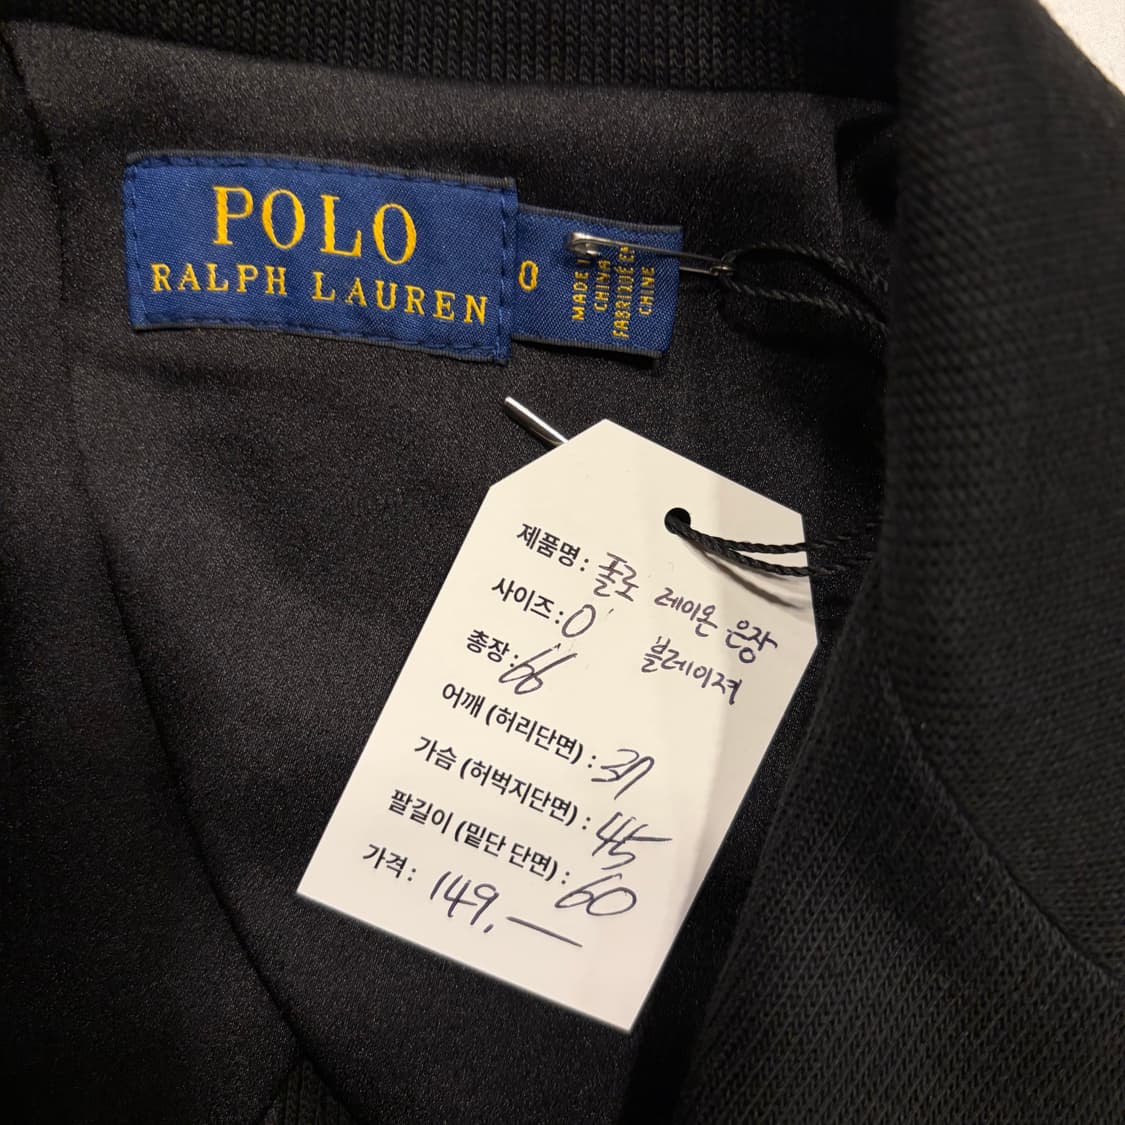 POLO
RALPH LAUREN
0
MADE IN
CHINA
FABRIQUÉ EN
CHINE
제품명 : 폴로 레이온 은장
블레이져
사이즈 : 0
총장 : 66
어깨 (허리단면) : 37
가슴 (허벅지단면) : 45
팔길이 (밑단 단면) : 60
가격 : 149,—